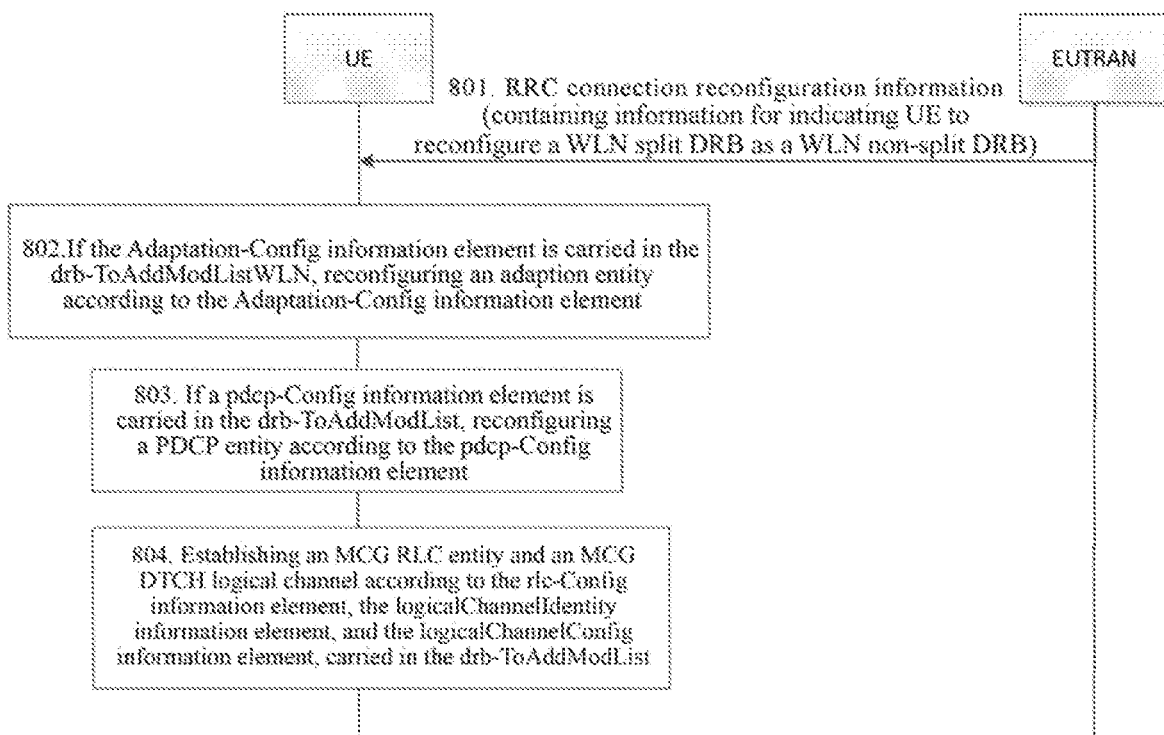 UE
EUTRAN
801. RRC connection reconfiguration information
(containing information for indicating UE to
reconfigure a WLN split DRB as a WLN non-split DRB)
802.If the Adaptation-Config information element is carried in the
drb-ToAddModListWLN, reconfiguring an adaption entity
according to the Adaptation-Config information element
803. If a pdcp-Config information element is
carried in the drb-ToAddModList, reconfiguring
a PDCP entity according to the pdcp-Config
information element
804. Establishing an MCG RLC entity and an MCG
DTCH logical channel according to the rlc-Config
information element, the logicalChannelIdentity
information element, and the logicalChannelConfig
information element, carried in the drb-ToAddModList